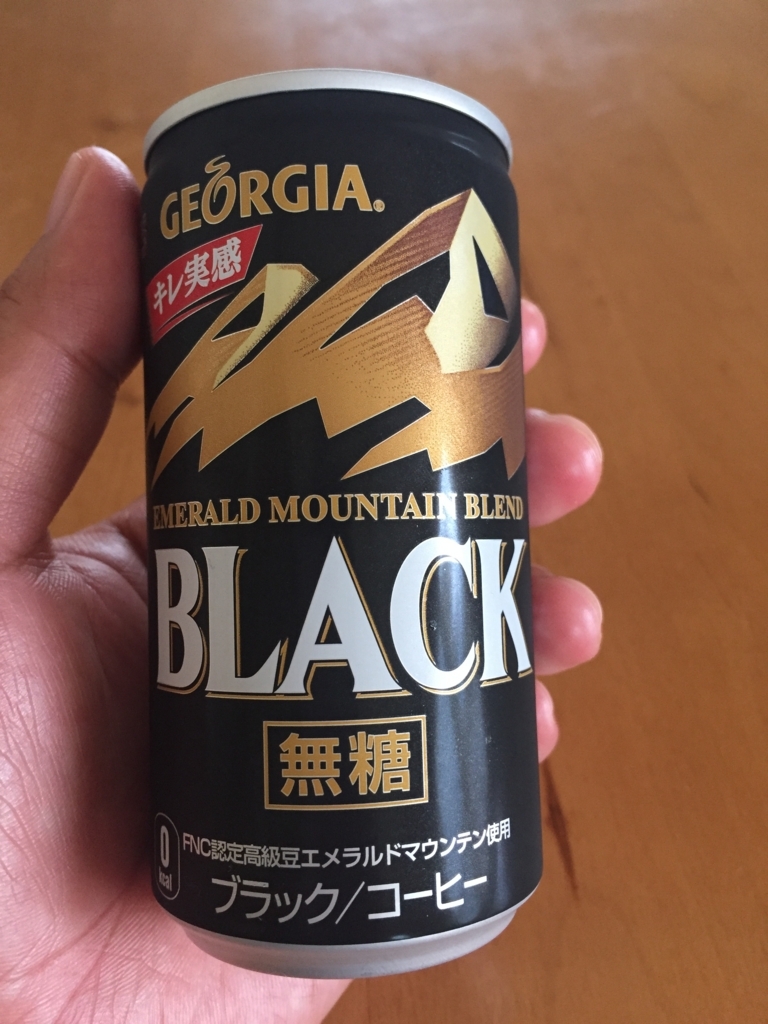 GEORGIA
キレ実感
EMERALD MOUNTAIN BLEND
BLACK
無糖
0
kcal
FNC認定高級豆エメラルドマウンテン使用
ブラック/コーヒー